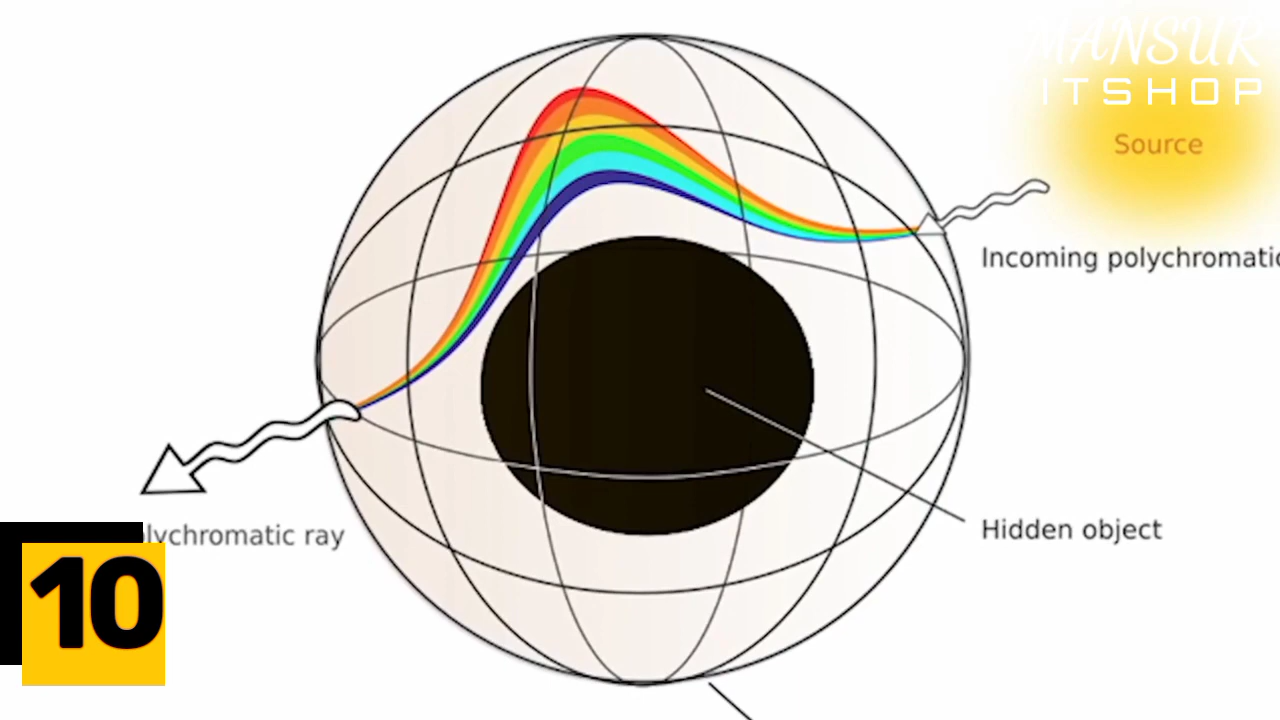 MANSUR
ITSHOP
Source
Incoming polychromatic
Hidden object
lychromatic ray
10